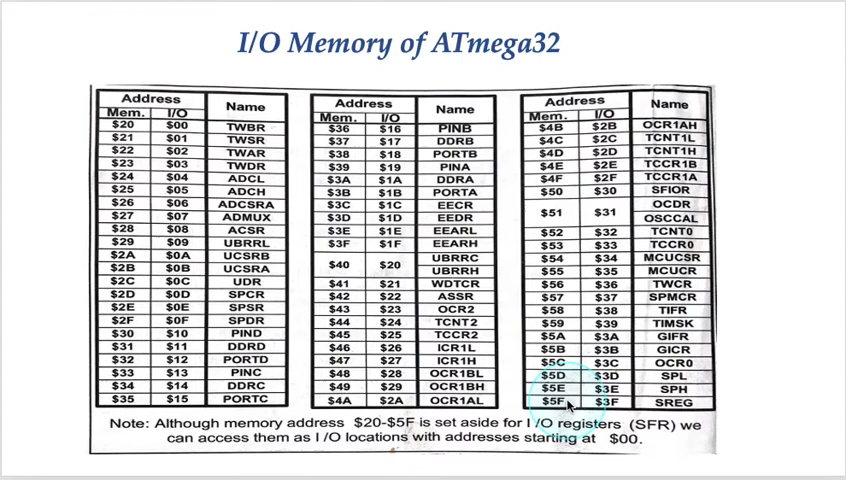 I/O Memory of ATmega32
Address Name
Mem. I/O
$20 $00 TWBR
$21 $01 TWSR
$22 $02 TWAR
$23 $03 TWDR
$24 $04 ADCL
$25 $05 ADCH
$26 $06 ADCSRA
$27 $07 ADMUX
$28 $08 ACSR
$29 $09 UBRRL
$2A $0A UCSRB
$2B $0B UCSRA
$2C $0C UDR
$2D $0D SPCR
$2E $0E SPSR
$2F $0F SPDR
$30 $10 PIND
$31 $11 DDRD
$32 $12 PORTD
$33 $13 PINC
$34 $14 DDRC
$35 $15 PORTC
Address Name
Mem. I/O
$36 $16 PINB
$37 $17 DDRB
$38 $18 PORTB
$39 $19 PINA
$3A $1A DDRA
$3B $1B PORTA
$3C $1C EECR
$3D $1D EEDR
$3E $1E EEARL
$3F $1F EEARH
$40 $20 UBRRC
UBRRH
$41 $21 WDTCR
$42 $22 ASSR
$43 $23 OCR2
$44 $24 TCNT2
$45 $25 TCCR2
$46 $26 ICR1L
$47 $27 ICR1H
$48 $28 OCR1BL
$49 $29 OCR1BH
$4A $2A OCR1AL
Address Name
Mem. I/O
$4B $2B OCR1AH
$4C $2C TCNT1L
$4D $2D TCNT1H
$4E $2E TCCR1B
$4F $2F TCCR1A
$50 $30 SFIOR
$51 $31 OCDR
OSCCAL
$52 $32 TCNT0
$53 $33 TCCR0
$54 $34 MCUCSR
$55 $35 MCUCR
$56 $36 TWCR
$57 $37 SPMCR
$58 $38 TIFR
$59 $39 TIMSK
$5A $3A GIFR
$5B $3B GICR
$5C $3C OCR0
$5D $3D SPL
$5E $3E SPH
$5F $3F SREG
Note: Although memory address $20-$5F is set aside for I/O registers (SFR) we
can access them as I/O locations with addresses starting at $00.